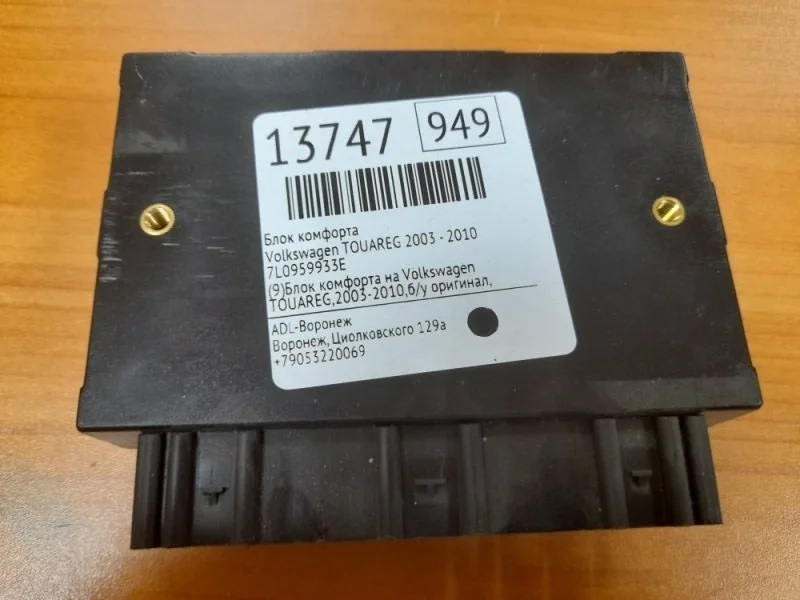 13747 949
Блок комфорта
Volkswagen TOUAREG 2003 - 2010
7L0959933E
(9)Блок комфорта на Volkswagen
TOUAREG,2003-2010,б/у оригинал,
ADL-Воронеж
Воронеж, Циолковского 129а
+79053220069